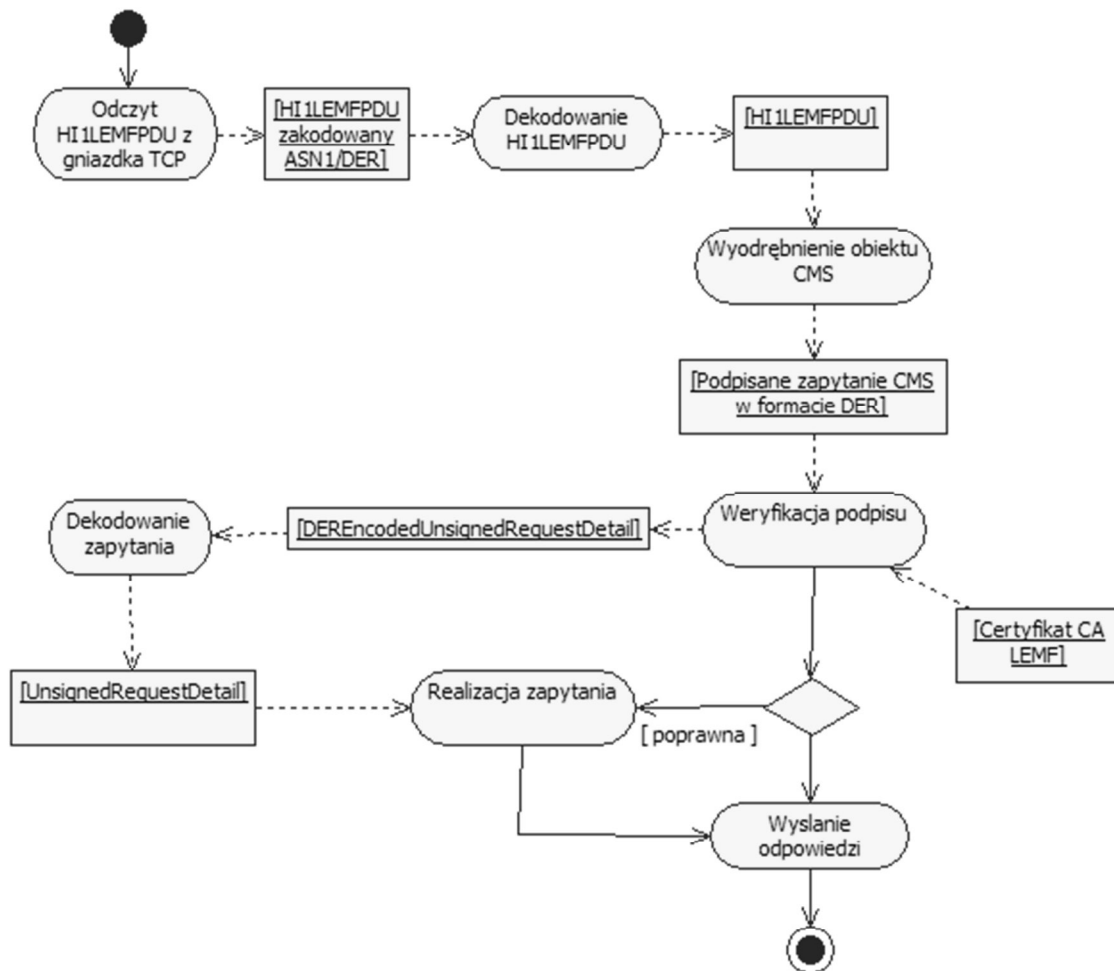 Odczyt
HI1LEMFPDU z
gniazdka TCP
[HI1LEMFPDU
zakodowany
ASN1/DER]
Dekodowanie
HI1LEMFPDU
[HI1LEMFPDU]
Wyodrębnienie obiektu
CMS
[Podpisane zapytanie CMS
w formacie DER]
Weryfikacja podpisu
[DEREncodedUnsignedRequestDetail]
Dekodowanie
zapytania
[Certyfikat CA
LEMF]
[UnsignedRequestDetail]
Realizacja zapytania
[ poprawna ]
Wyslanie
odpowiedzi